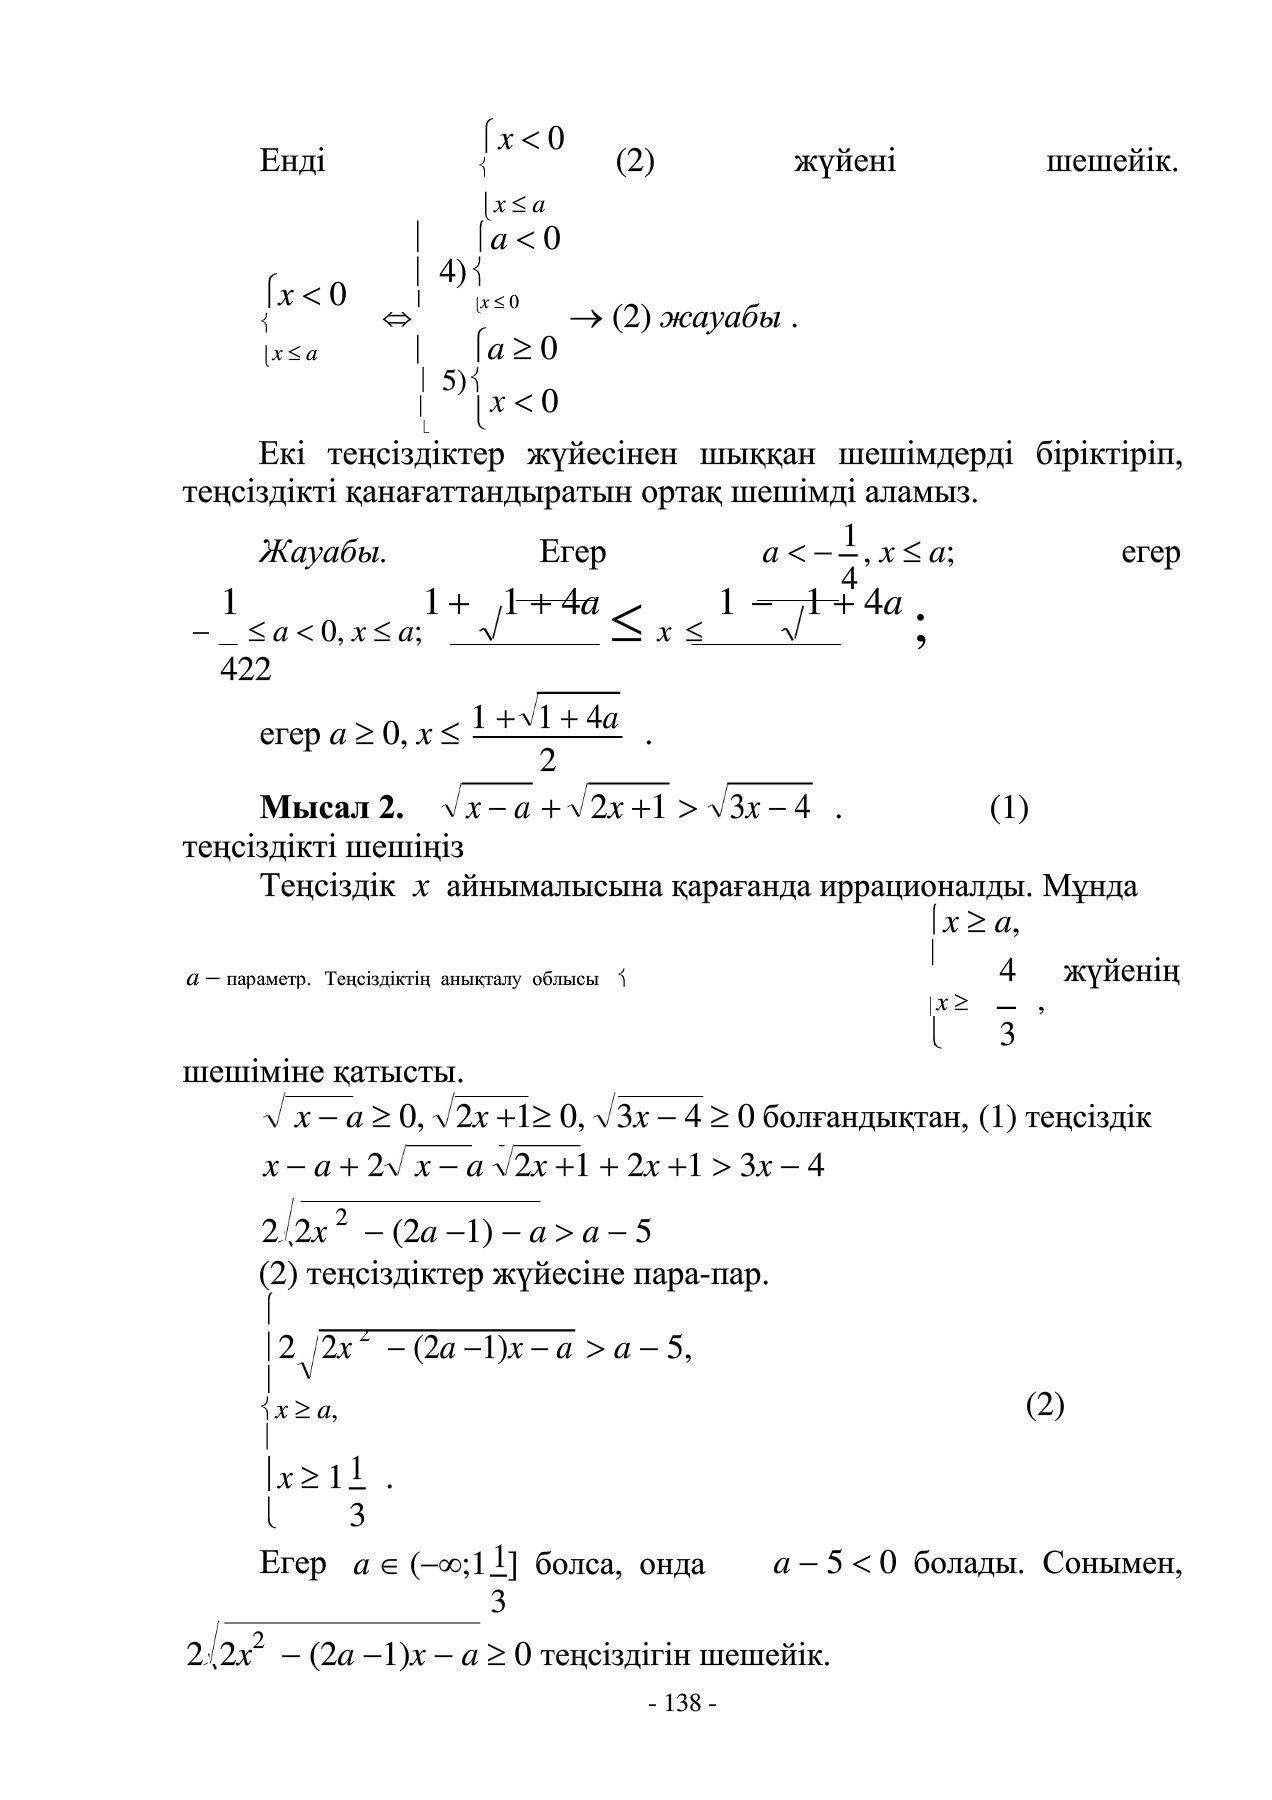 Енді { x < 0 (2) жүйені шешейік.
x ≤ a
{ x < 0
x ≤ a
⇔
4) { a < 0
x ≤ 0
5) { a ≥ 0
x < 0
→ (2) жауабы .
Екі теңсіздіктер жүйесінен шыққан шешімдерді біріктіріп,
теңсіздікті қанағаттандыратын ортақ шешімді аламыз.
Жауабы. Егер a < − 1/4 , x ≤ a; егер
− 1 ≤ a < 0, x ≤ a; 1 + √1 + 4a ≤ x ≤ 1 − √1 + 4a ;
422
егер a ≥ 0, x ≤ (1 + √(1 + 4a))/2 .
Мысал 2. √(x − a) + √(2x +1) > √(3x − 4) . (1)
теңсіздікті шешіңіз
Теңсіздік x айнымалысына қарағанда иррационалды. Мұнда
a – параметр. Теңсіздіктің анықталу облысы { x ≥ a, x ≥ 4/3 , жүйенің
шешіміне қатысты.
√(x − a) ≥ 0, √(2x +1) ≥ 0, √(3x − 4) ≥ 0 болғандықтан, (1) теңсіздік
x − a + 2√(x − a) √(2x +1) + 2x +1 > 3x − 4
2√(2x² − (2a −1) − a) > a − 5
(2) теңсіздіктер жүйесіне пара-пар.
{ 2√(2x² − (2a −1)x − a) > a − 5,
x ≥ a, (2)
x ≥ 1 1/3 .
Егер a ∈ (−∞;1 1/3] болса, онда a − 5 < 0 болады. Сонымен,
2√(2x² − (2a −1)x − a) ≥ 0 теңсіздігін шешейік.
- 138 -